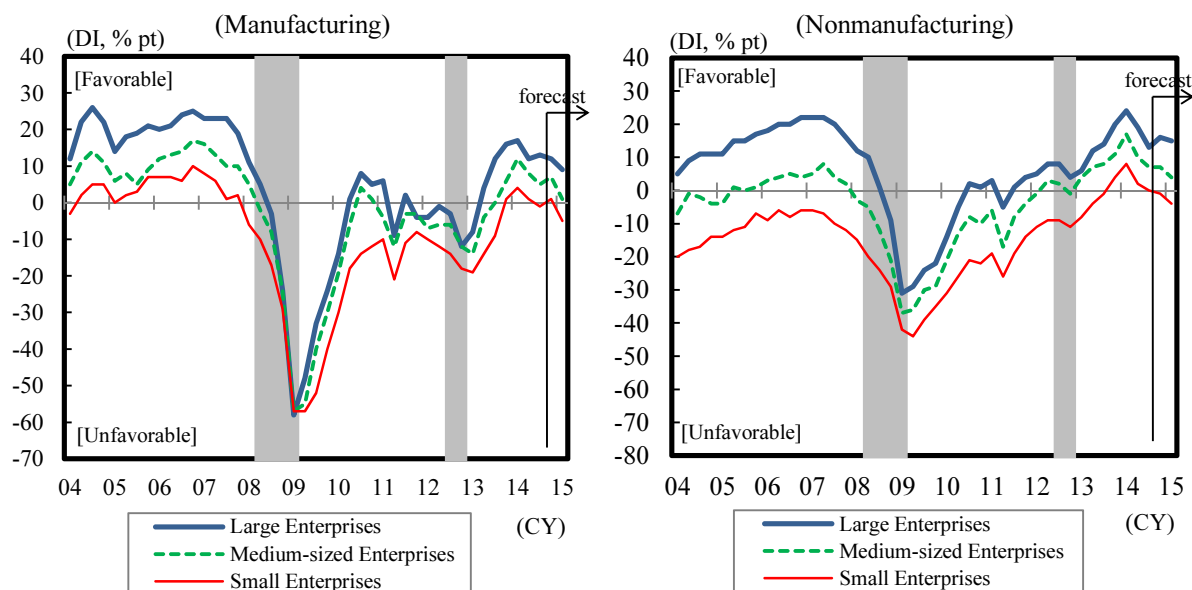 (Manufacturing)
(DI, % pt)
40
30
20
10
0
-10
-20
-30
-40
-50
-60
-70
[Favorable]
forecast
[Unfavorable]
04 05 06 07 08 09 10 11 12 13 14 15
(CY)
Large Enterprises
Medium-sized Enterprises
Small Enterprises
(Nonmanufacturing)
(DI, % pt)
40
30
20
10
0
-10
-20
-30
-40
-50
-60
-70
-80
[Favorable]
forecast
[Unfavorable]
04 05 06 07 08 09 10 11 12 13 14 15
(CY)
Large Enterprises
Medium-sized Enterprises
Small Enterprises